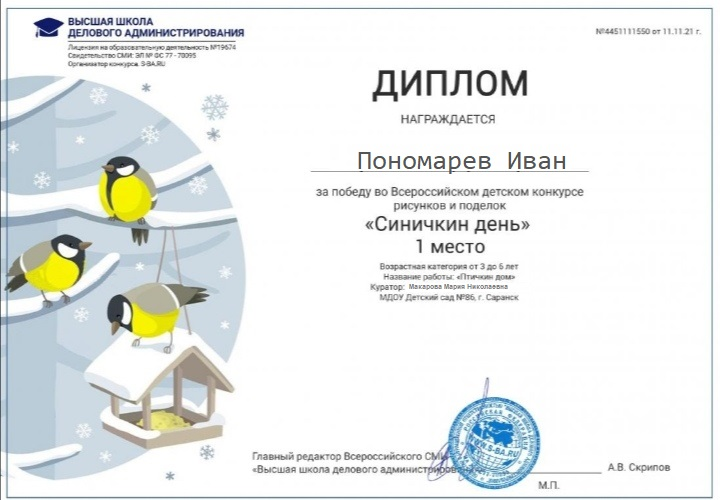 ВЫСШАЯ ШКОЛА
ДЕЛОВОГО АДМИНИСТРИРОВАНИЯ
Лицензия на образовательную деятельность №19674
Свидетельство СМИ: ЭЛ № ФС 77 - 70095
Организатор конкурса: S-BA.RU
№4451111550 от 11.11.21 г.
ДИПЛОМ
НАГРАЖДАЕТСЯ
Пономарев Иван
за победу во Всероссийском детском конкурсе
рисунков и поделок
«Синичкин день»
1 место
Возрастная категория от 3 до 6 лет
Название работы: «Птичкин дом»
Куратор: Макарова Мария Николаевна
МДОУ Детский сад №86, г. Саранск
Главный редактор Всероссийского СМИ
«Высшая школа делового
А.В. Скрипов
М.П.
WWW.S-BA.RU